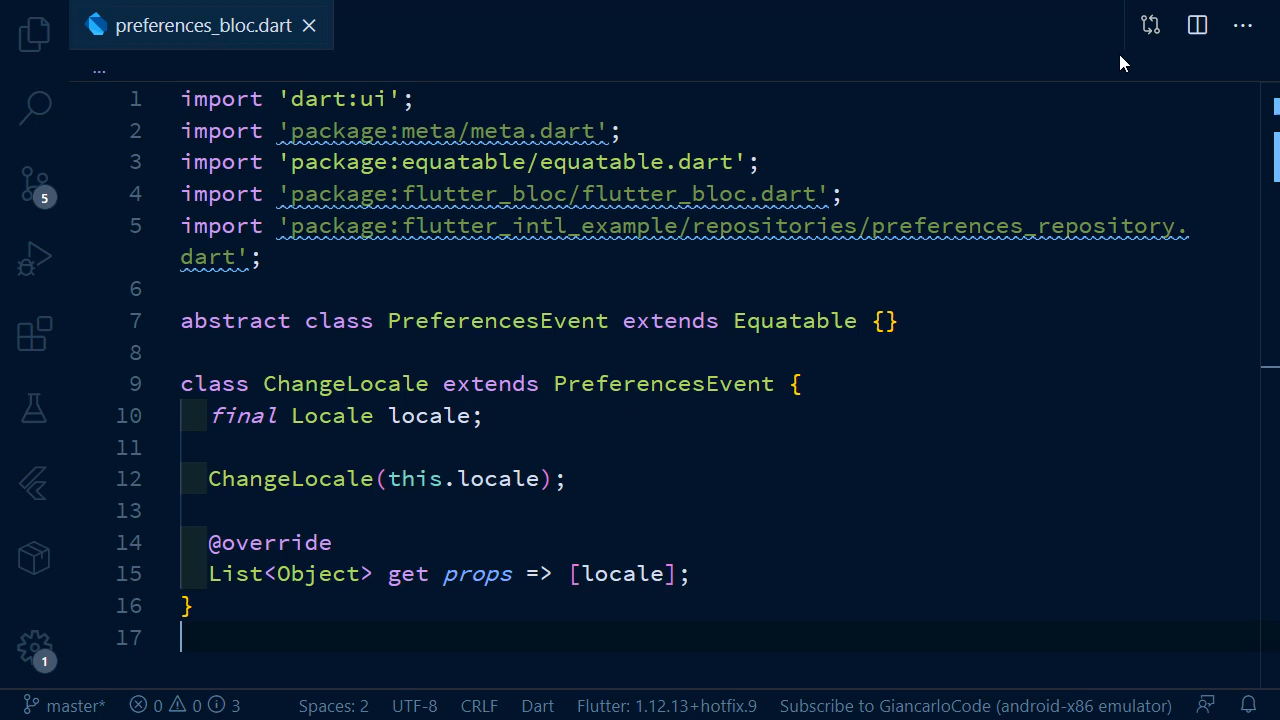 preferences_bloc.dart
...
1 import 'dart:ui';
2 import 'package:meta/meta.dart';
3 import 'package:equatable/equatable.dart';
4 import 'package:flutter_bloc/flutter_bloc.dart';
5 import 'package:flutter_intl_example/repositories/preferences_repository.
dart';
6
7 abstract class PreferencesEvent extends Equatable {}
8
9 class ChangeLocale extends PreferencesEvent {
10 final Locale locale;
11
12 ChangeLocale(this.locale);
13
14 @override
15 List<Object> get props => [locale];
16 }
17
5
1
master* 0 0 3 Spaces: 2 UTF-8 CRLF Dart Flutter: 1.12.13+hotfix.9 Subscribe to GiancarloCode (android-x86 emulator)